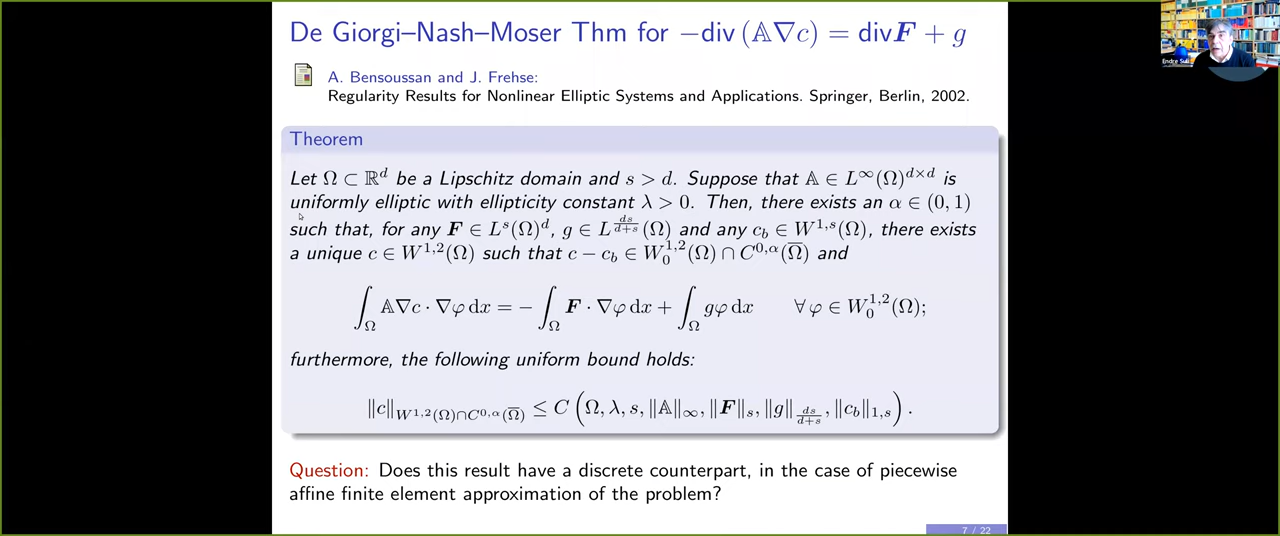 De Giorgi–Nash–Moser Thm for −div (𝔸∇c) = div𝑭 + g
Endre Suli
A. Bensoussan and J. Frehse:
Regularity Results for Nonlinear Elliptic Systems and Applications. Springer, Berlin, 2002.
Theorem
Let Ω ⊂ ℝ^d be a Lipschitz domain and s > d. Suppose that 𝔸 ∈ L^∞(Ω)^{d×d} is
uniformly elliptic with ellipticity constant λ > 0. Then, there exists an α ∈ (0, 1)
such that, for any 𝑭 ∈ L^s(Ω)^d, g ∈ L^{ds/(d+s)}(Ω) and any c_b ∈ W^{1,s}(Ω), there exists
a unique c ∈ W^{1,2}(Ω) such that c − c_b ∈ W_0^{1,2}(Ω) ∩ C^{0,α}(Ω̅) and
∫_Ω 𝔸∇c · ∇φ dx = − ∫_Ω 𝑭 · ∇φ dx + ∫_Ω gφ dx ∀ φ ∈ W_0^{1,2}(Ω);
furthermore, the following uniform bound holds:
‖c‖_{W^{1,2}(Ω)∩C^{0,α}(Ω̅)} ≤ C (Ω, λ, s, ‖𝔸‖_∞, ‖𝑭‖_s, ‖g‖_{ds/(d+s)}, ‖c_b‖_{1,s}) .
Question: Does this result have a discrete counterpart, in the case of piecewise
affine finite element approximation of the problem?
7 / 22